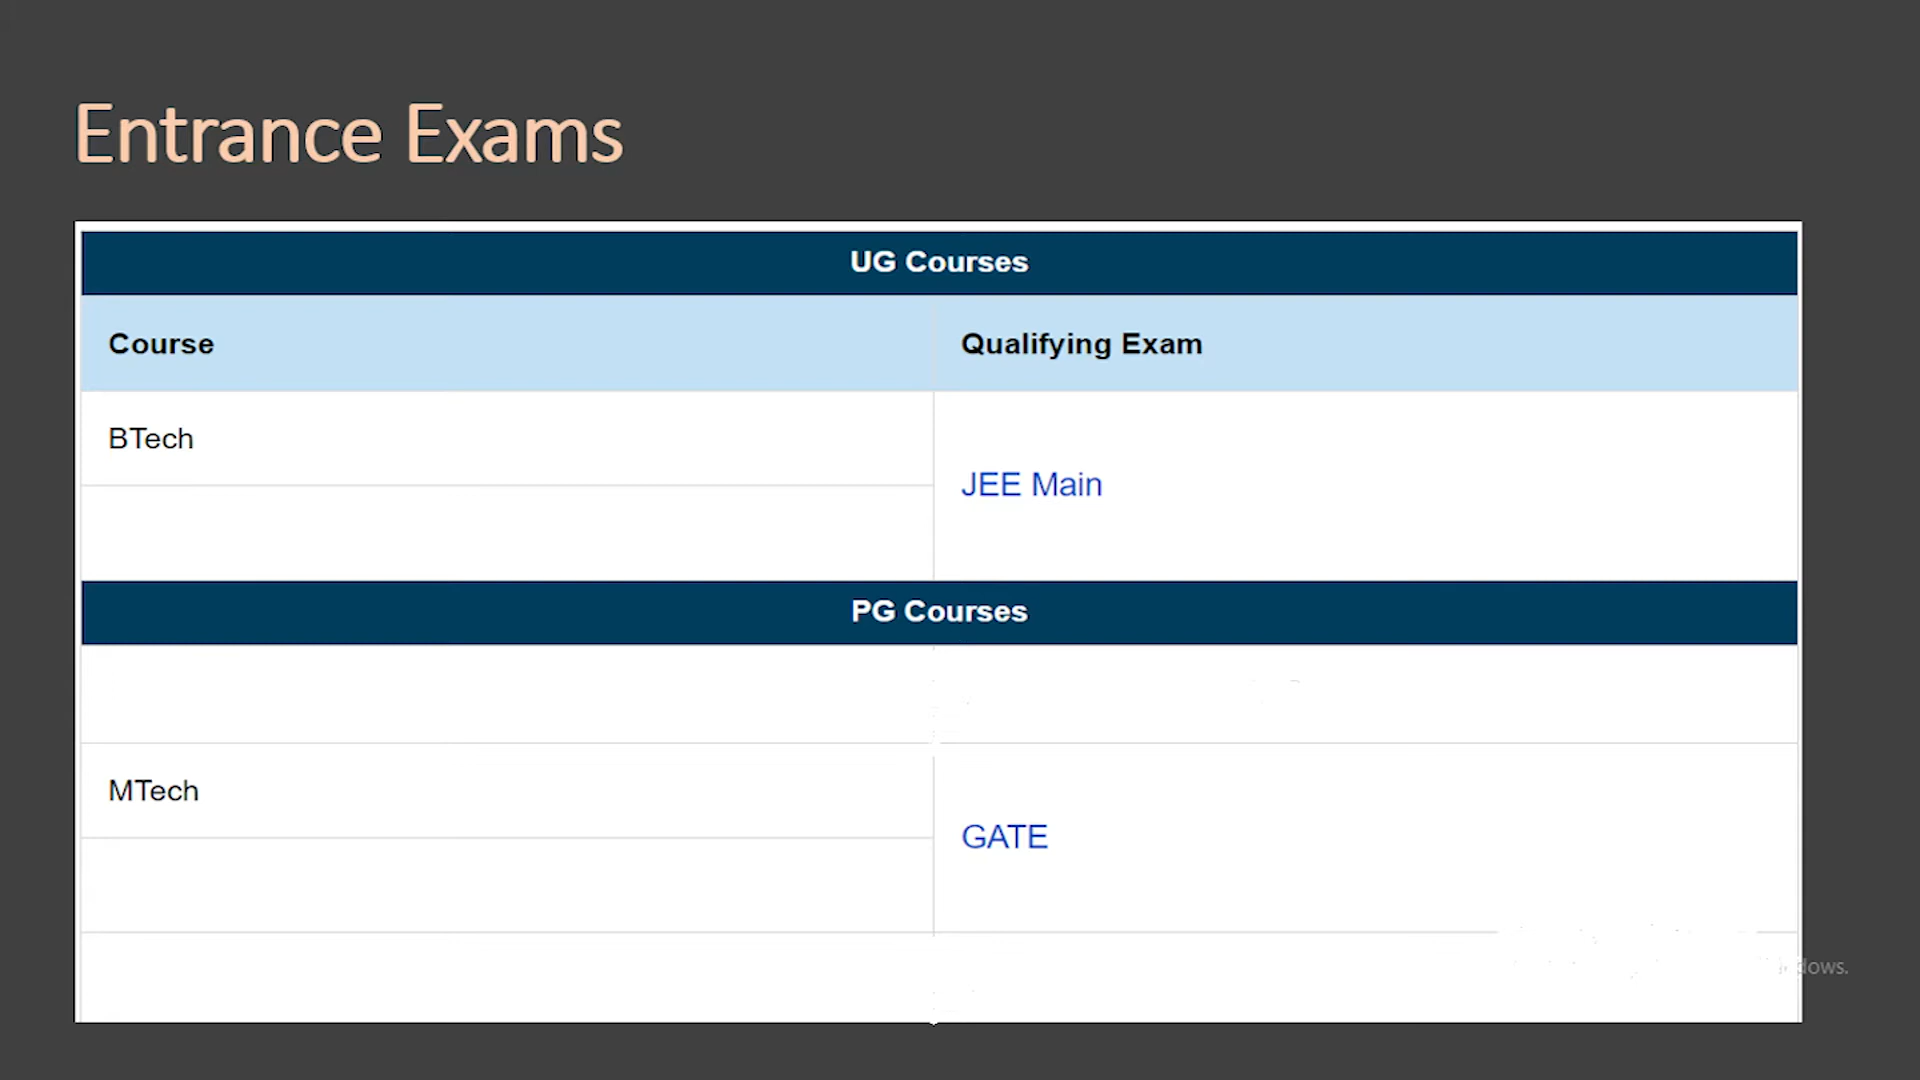 Entrance Exams
UG Courses
Course Qualifying Exam
BTech
JEE Main
PG Courses
MTech
GATE